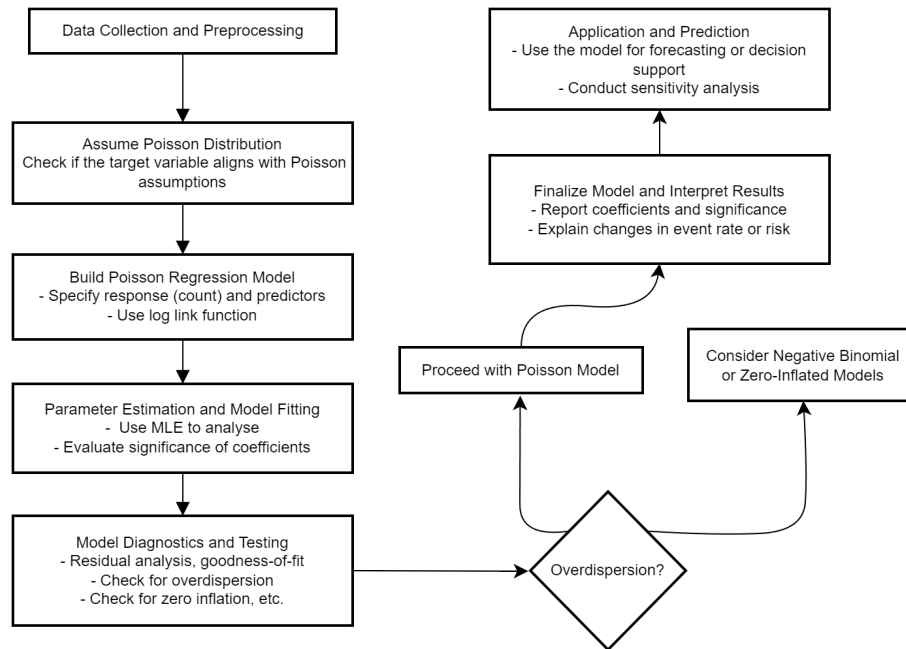 Data Collection and Preprocessing
Assume Poisson Distribution
Check if the target variable aligns with Poisson
assumptions
Build Poisson Regression Model
- Specify response (count) and predictors
- Use log link function
Parameter Estimation and Model Fitting
- Use MLE to analyse
- Evaluate significance of coefficients
Model Diagnostics and Testing
- Residual analysis, goodness-of-fit
- Check for overdispersion
- Check for zero inflation, etc.
Overdispersion?
Proceed with Poisson Model
Consider Negative Binomial
or Zero-Inflated Models
Finalize Model and Interpret Results
- Report coefficients and significance
- Explain changes in event rate or risk
Application and Prediction
- Use the model for forecasting or decision
support
- Conduct sensitivity analysis